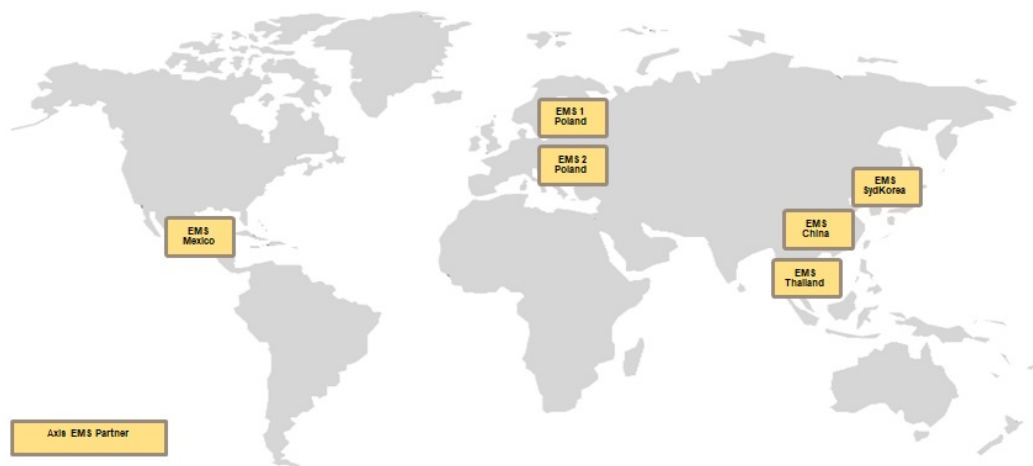 EMS 1
Poland
EMS 2
Poland
EMS
SydKorea
EMS
Mexico
EMS
China
EMS
Thailand
Axis EMS Partner